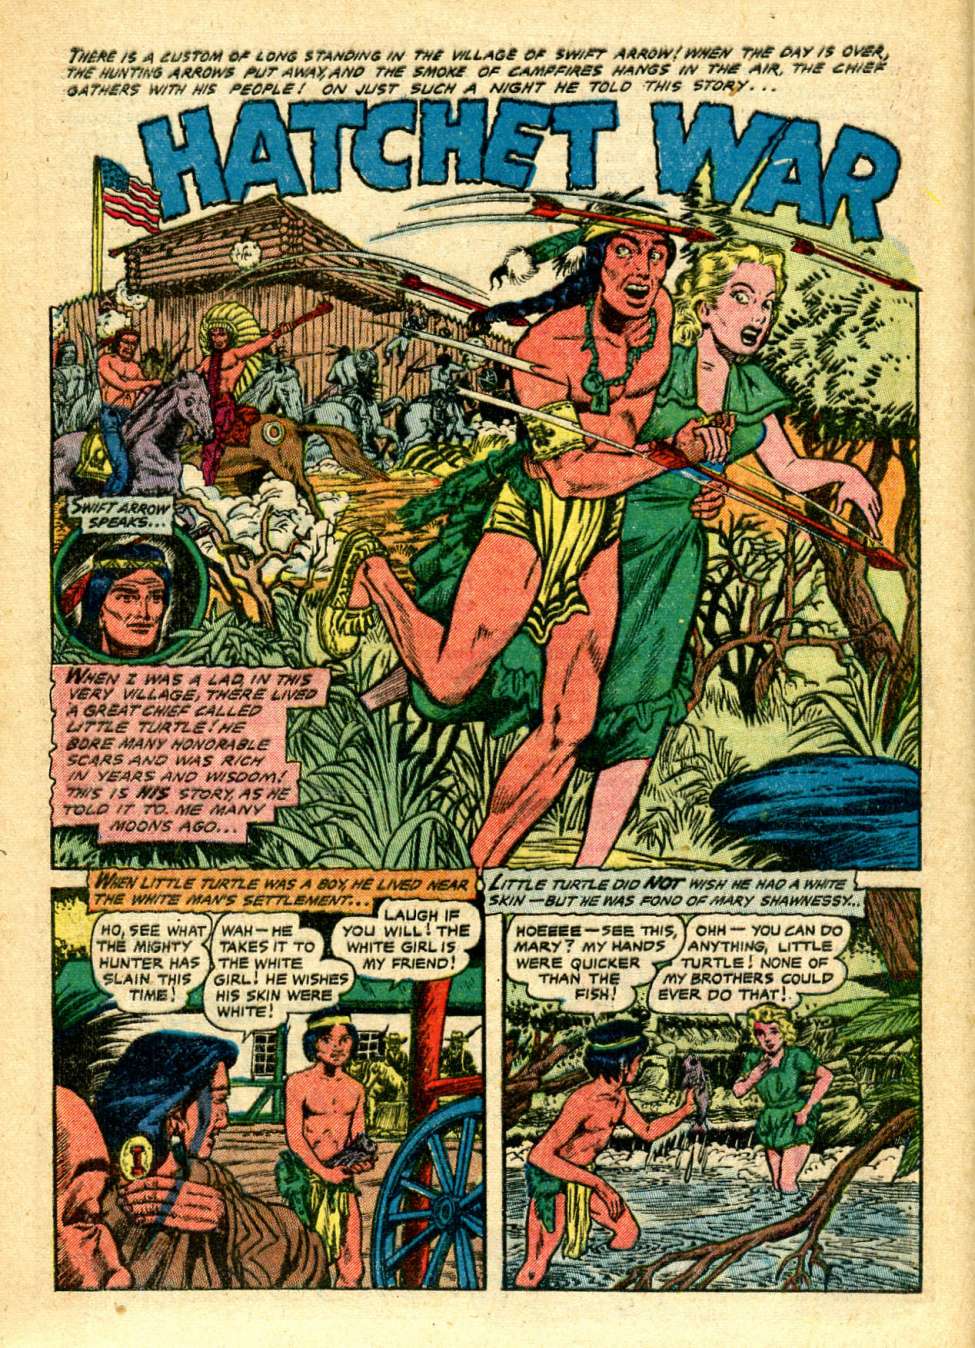 THERE IS A CUSTOM OF LONG STANDING IN THE VILLAGE OF SWIFT ARROW! WHEN THE DAY IS OVER,
THE HUNTING ARROWS PUT AWAY, AND THE SMOKE OF CAMPFIRES HANGS IN THE AIR, THE CHIEF
GATHERS WITH HIS PEOPLE! ON JUST SUCH A NIGHT HE TOLD THIS STORY...
HATCHET WAR
SWIFT ARROW
SPEAKS...
WHEN I WAS A LAD, IN THIS
VERY VILLAGE, THERE LIVED
A GREAT CHIEF CALLED
LITTLE TURTLE! HE
BORE MANY HONORABLE
SCARS AND WAS RICH
IN YEARS AND WISDOM!
THIS IS HIS STORY, AS HE
TOLD IT TO ME MANY
MOONS AGO...
WHEN LITTLE TURTLE WAS A BOY, HE LIVED NEAR
THE WHITE MAN'S SETTLEMENT...
HO, SEE WHAT
THE MIGHTY
HUNTER HAS
SLAIN THIS
TIME!
WAH-HE
TAKES IT TO
THE WHITE
GIRL! HE WISHES
HIS SKIN WERE
WHITE!
LAUGH IF
YOU WILL! THE
WHITE GIRL IS
MY FRIEND!
LITTLE TURTLE DID NOT WISH HE HAD A WHITE
SKIN-BUT HE WAS FOND OF MARY SHAWNESSY...
HOEEEE-SEE THIS,
MARY? MY HANDS
WERE QUICKER
THAN THE
FISH!
OHH-YOU CAN DO
ANYTHING, LITTLE
TURTLE! NONE OF
MY BROTHERS COULD
EVER DO THAT!